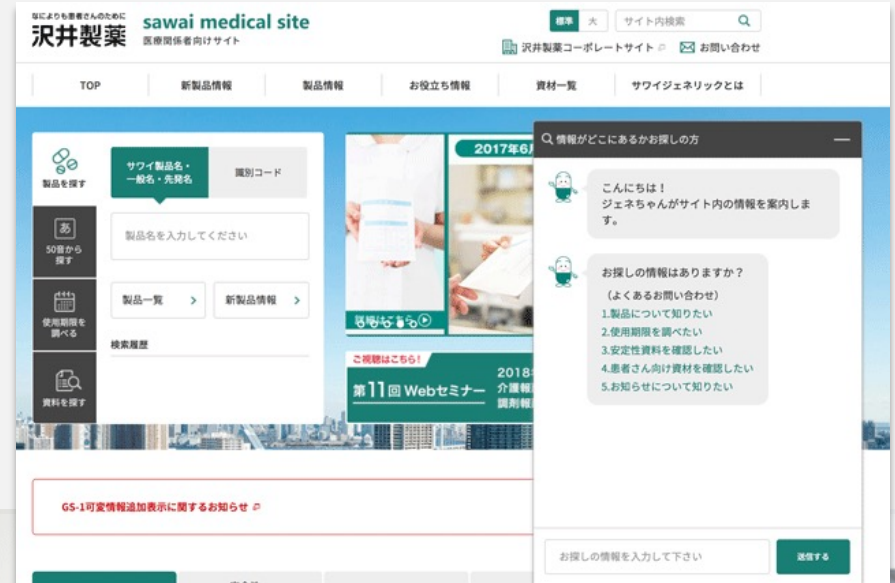 なによりも患者さんのために
沢井製薬
sawai medical site
医療関係者向けサイト
標準 大 サイト内検索
沢井製薬コーポレートサイト お問い合わせ
TOP 新製品情報 製品情報 お役立ち情報 資材一覧 サワイジェネリックとは
製品を探す
50音から
探す
使用期限を
調べる
資料を探す
あ
サワイ製品名・
一般名・先発名
識別コード
製品名を入力してください
製品一覧 新製品情報
検索履歴
2017年6月
詳細はこちら
ご視聴はこちら!
第11回 Webセミナー
2018
介護報
調剤報
情報がどこにあるかお探しの方
こんにちは!
ジェネちゃんがサイト内の情報を案内しま
す。
お探しの情報はありますか?
(よくあるお問い合わせ)
1.製品について知りたい
2.使用期限を調べたい
3.安定性資料を確認したい
4.患者さん向け資材を確認したい
5.お知らせについて知りたい
お探しの情報を入力して下さい
送信する
GS-1可変情報追加表示に関するお知らせ